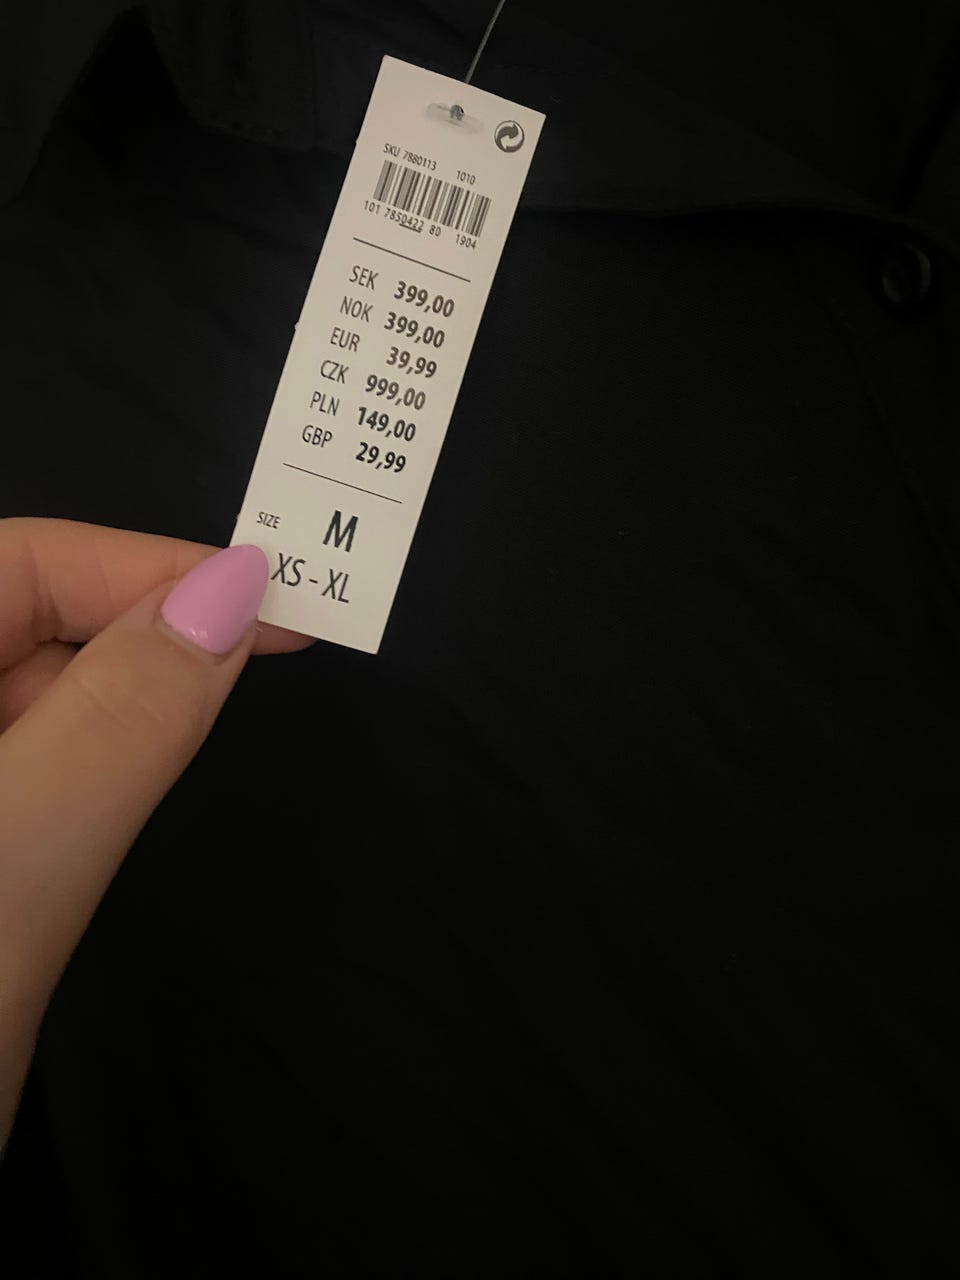 SKU 7880113 1010
101 7850422 80 1904
SEK 399,00
NOK 399,00
EUR 39,99
CZK 999,00
PLN 149,00
GBP 29,99
SIZE M
XS - XL